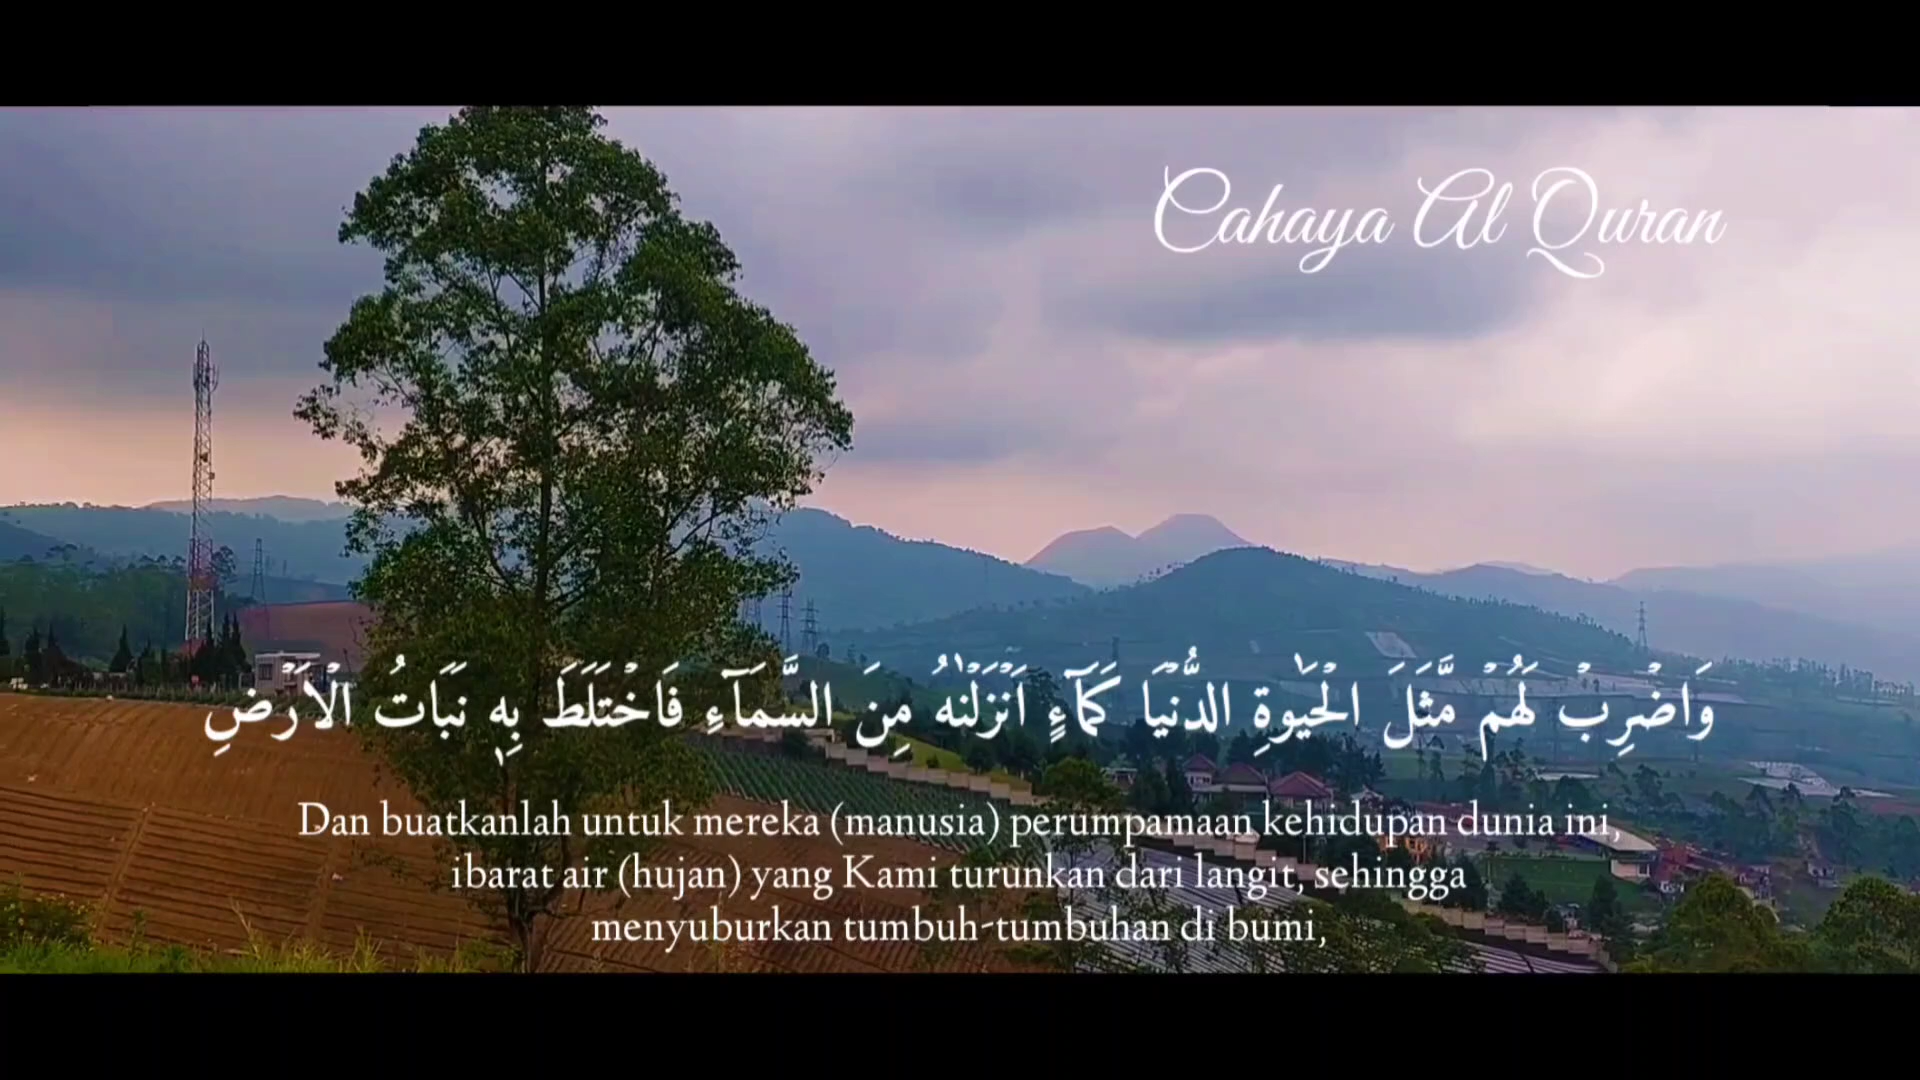 Cahaya Al Quran
وَاضْرِبْ لَهُمْ مَّثَلَ الْحَيٰوةِ الدُّنْيَا كَمَآءٍ اَنْزَلْنٰهُ مِنَ السَّمَآءِ فَاخْتَلَطَ بِهٖ نَبَاتُ الْاَرْضِ
Dan buatkanlah untuk mereka (manusia) perumpamaan kehidupan dunia ini,
ibarat air (hujan) yang Kami turunkan dari langit, sehingga
menyuburkan tumbuh-tumbuhan di bumi,